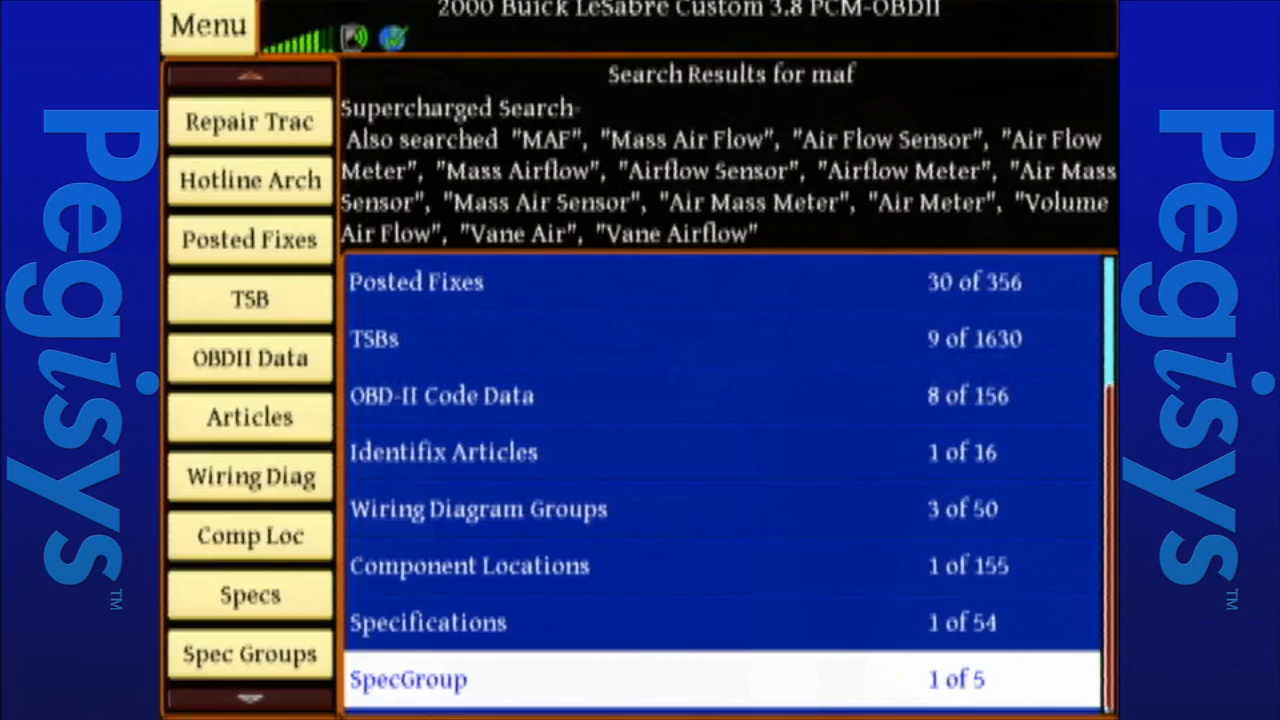 2000 Buick LeSabre Custom 3.8 PCM-OBDII
Menu
Search Results for maf
Supercharged Search-
Also searched "MAF", "Mass Air Flow", "Air Flow Sensor", "Air Flow
Meter", "Mass Airflow", "Airflow Sensor", "Airflow Meter", "Air Mass
Sensor", "Mass Air Sensor", "Air Mass Meter", "Air Meter", "Volume
Air Flow", "Vane Air", "Vane Airflow"
Repair Trac
Hotline Arch
Posted Fixes
TSB
OBDII Data
Articles
Wiring Diag
Comp Loc
Specs
Spec Groups
Posted Fixes 30 of 356
TSBs 9 of 1630
OBD-II Code Data 8 of 156
Identifix Articles 1 of 16
Wiring Diagram Groups 3 of 50
Component Locations 1 of 155
Specifications 1 of 54
SpecGroup 1 of 5
Pegisys™
Pegisys™